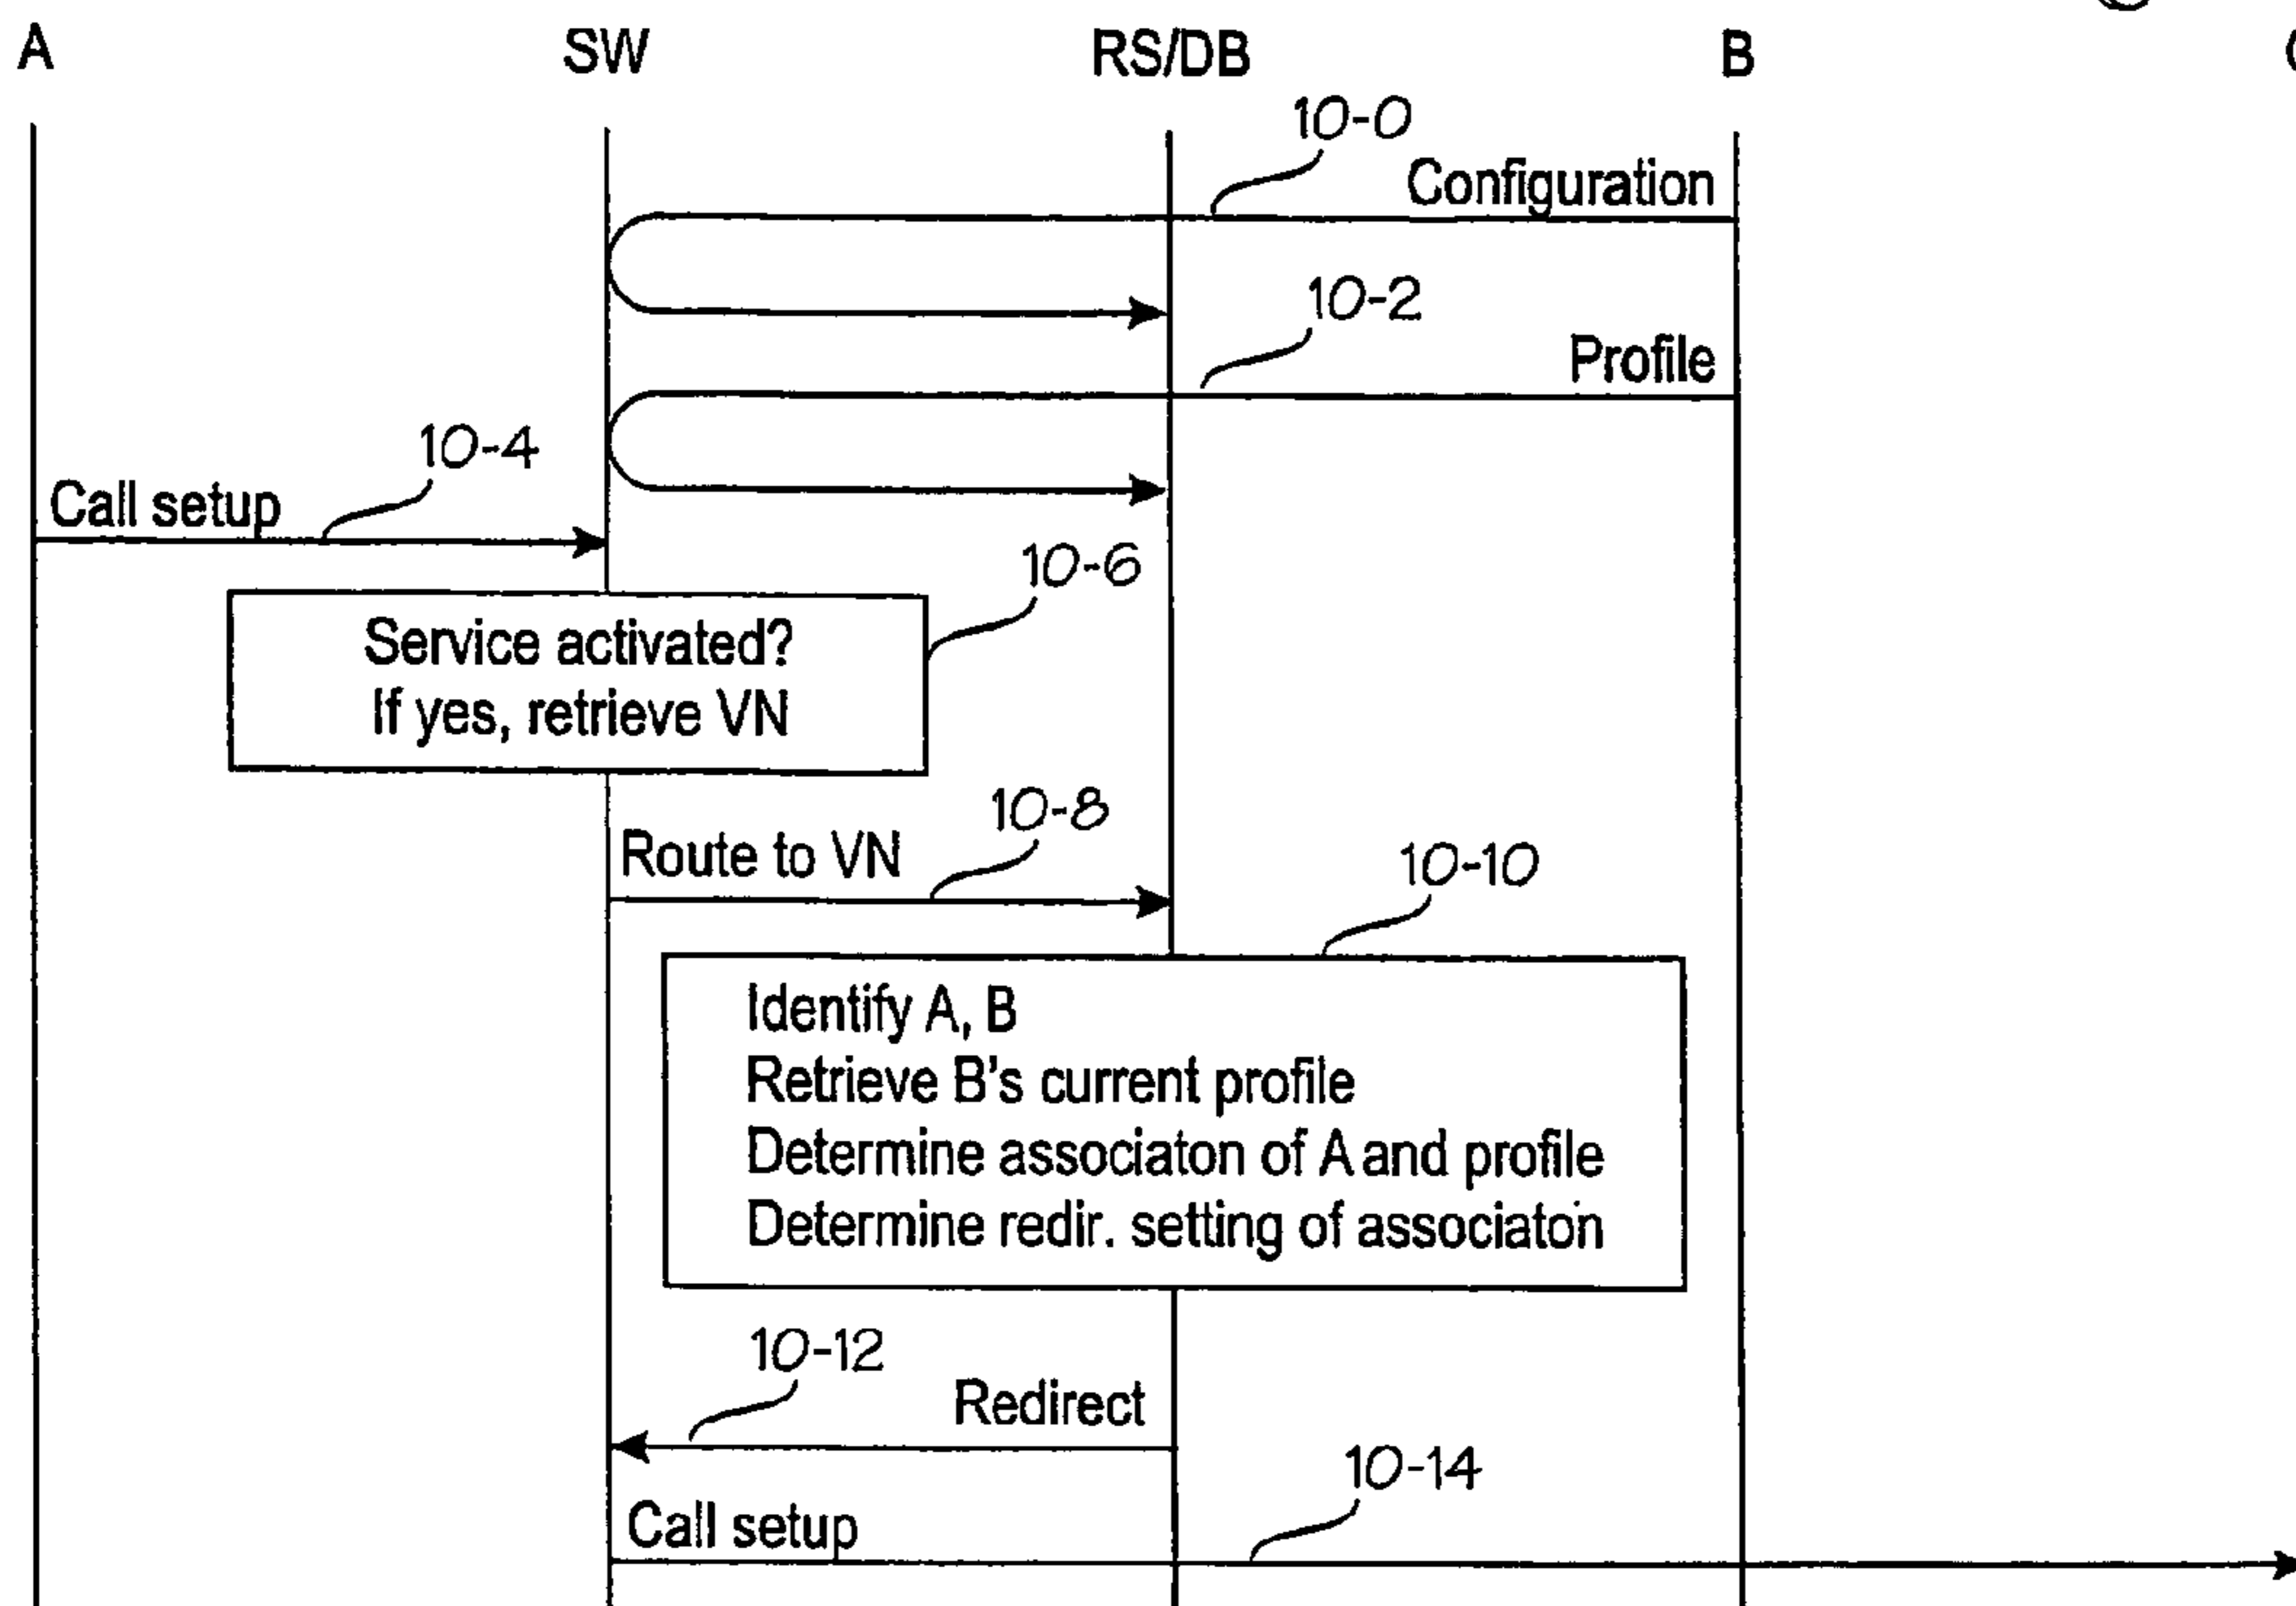 A SW RS/DB B
10-0
Configuration
10-2
Profile
10-4
Call setup
10-6
Service activated?
If yes, retrieve VN
10-8
Route to VN
10-10
Identify A, B
Retrieve B's current profile
Determine associaton of A and profile
Determine redir. setting of associaton
10-12
Redirect
10-14
Call setup